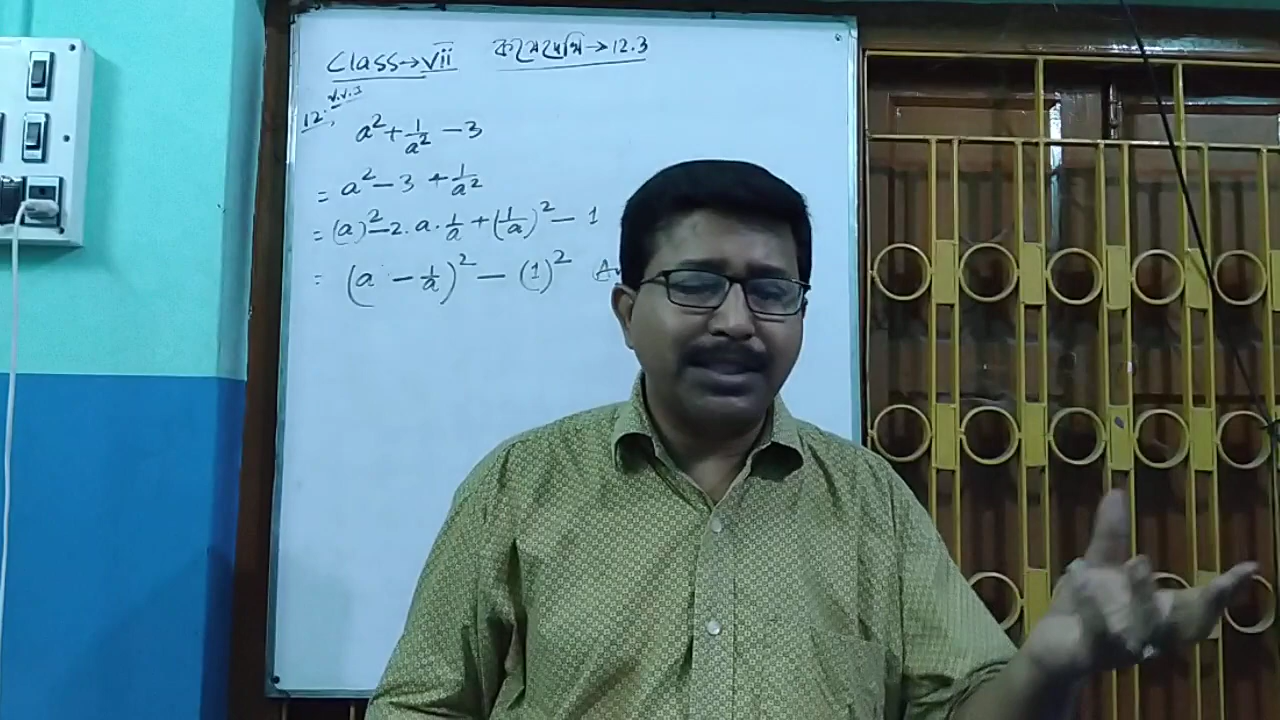 Class→VII কষে দেখি→12.3
V.V.I
12.
a² + 1/a² - 3
= a² - 3 + 1/a²
= (a)² - 2. a. 1/a + (1/a)² - 1
= (a - 1/a)² - (1)²